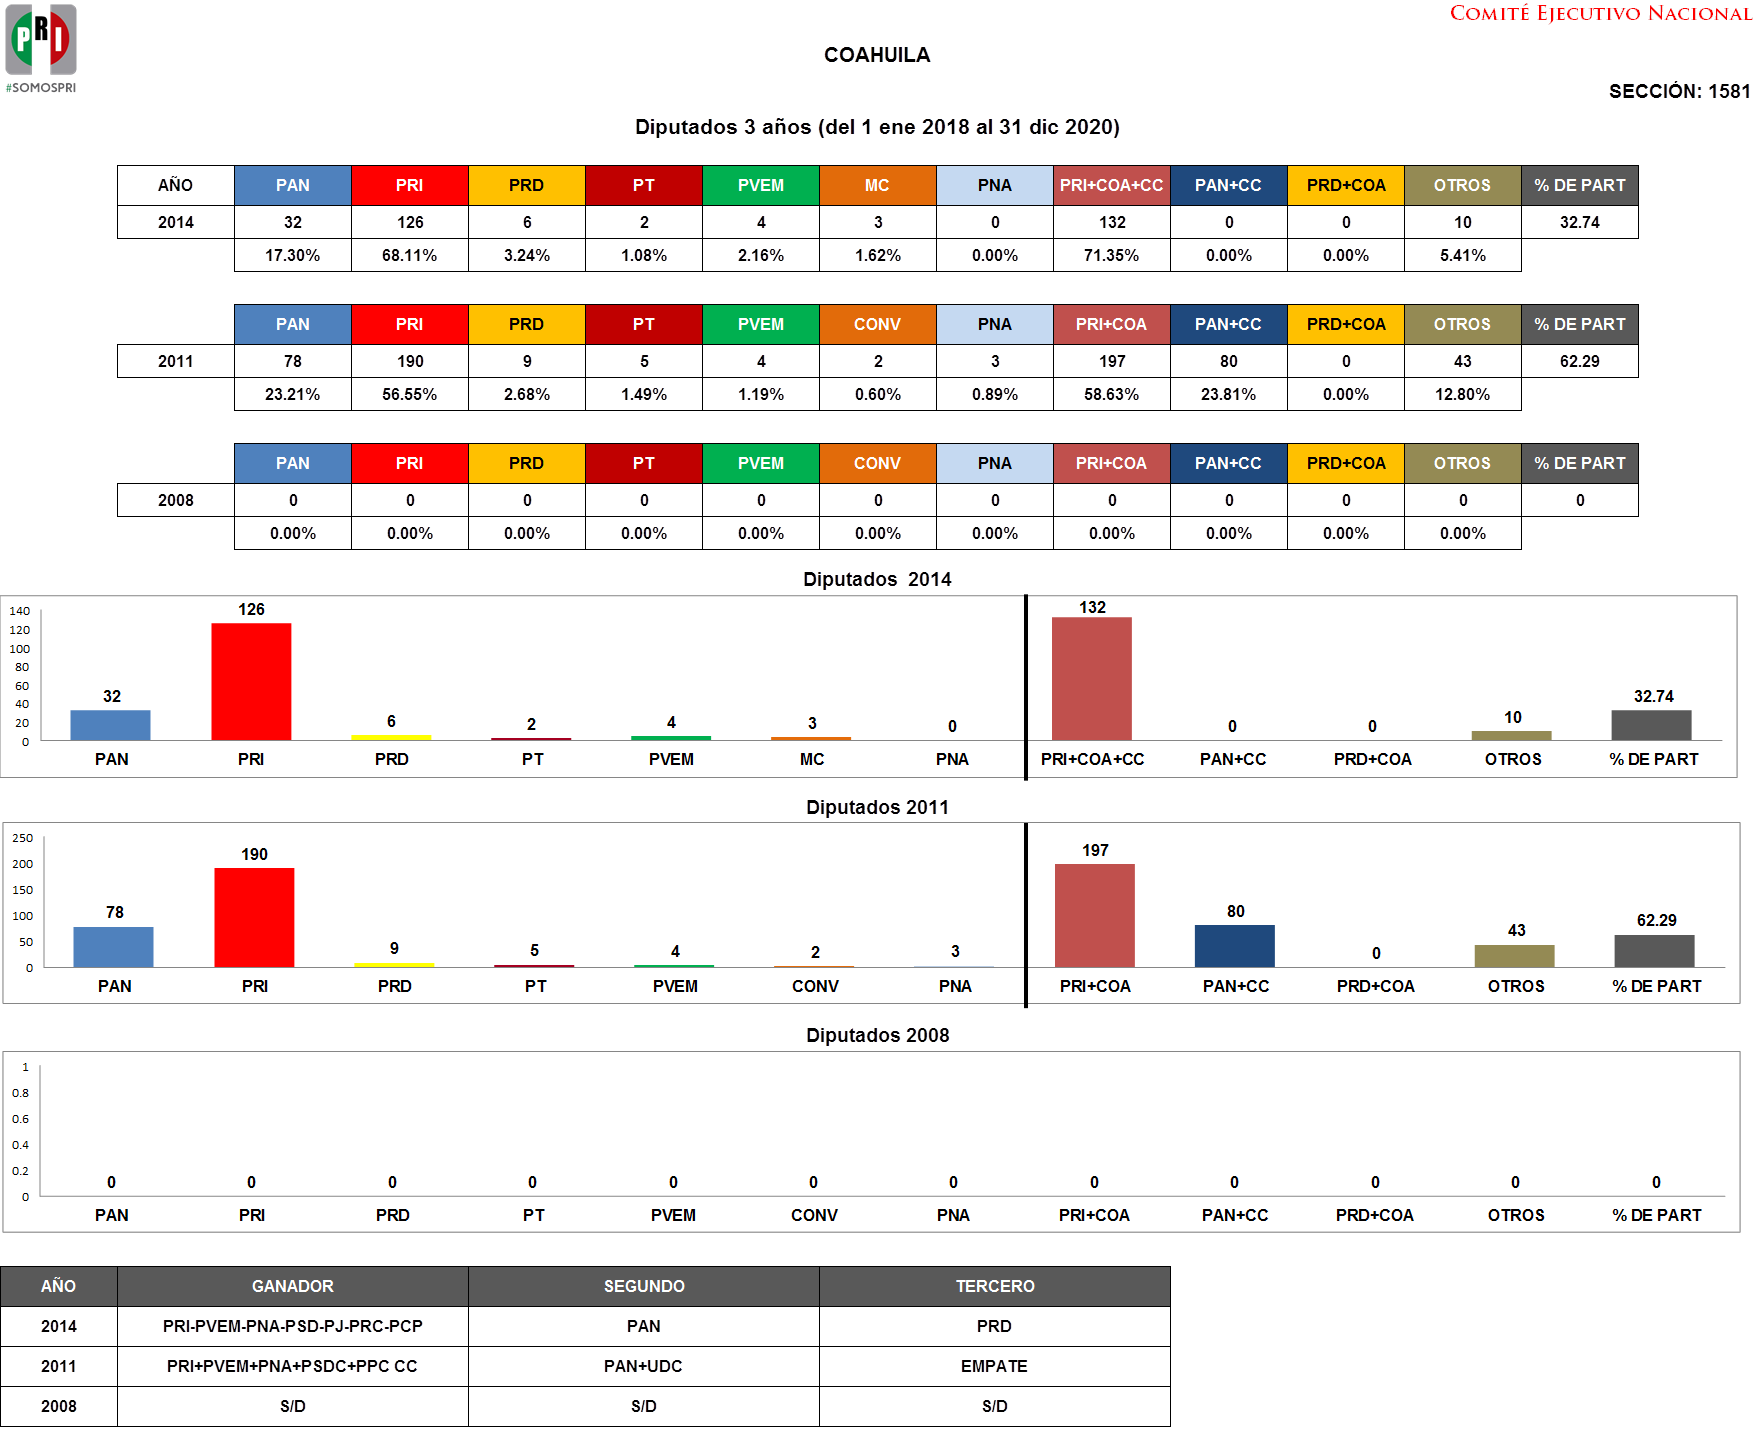 PRI
#SOMOSPRI
COMITÉ EJECUTIVO NACIONAL
COAHUILA
SECCIÓN: 1581
Diputados 3 años (del 1 ene 2018 al 31 dic 2020)
AÑO PAN PRI PRD PT PVEM MC PNA PRI+COA+CC PAN+CC PRD+COA OTROS % DE PART
2014 32 126 6 2 4 3 0 132 0 0 10 32.74
17.30% 68.11% 3.24% 1.08% 2.16% 1.62% 0.00% 71.35% 0.00% 0.00% 5.41%
PAN PRI PRD PT PVEM CONV PNA PRI+COA PAN+CC PRD+COA OTROS % DE PART
2011 78 190 9 5 4 2 3 197 80 0 43 62.29
23.21% 56.55% 2.68% 1.49% 1.19% 0.60% 0.89% 58.63% 23.81% 0.00% 12.80%
PAN PRI PRD PT PVEM CONV PNA PRI+COA PAN+CC PRD+COA OTROS % DE PART
2008 0 0 0 0 0 0 0 0 0 0 0 0
0.00% 0.00% 0.00% 0.00% 0.00% 0.00% 0.00% 0.00% 0.00% 0.00% 0.00%
Diputados 2014
140
120
100
80
60
40
20
0
32 126 6 2 4 3 0 132 0 0 10 32.74
PAN PRI PRD PT PVEM MC PNA PRI+COA+CC PAN+CC PRD+COA OTROS % DE PART
Diputados 2011
250
200
150
100
50
0
78 190 9 5 4 2 3 197 80 0 43 62.29
PAN PRI PRD PT PVEM CONV PNA PRI+COA PAN+CC PRD+COA OTROS % DE PART
Diputados 2008
1
0.8
0.6
0.4
0.2
0
0 0 0 0 0 0 0 0 0 0 0 0
PAN PRI PRD PT PVEM CONV PNA PRI+COA PAN+CC PRD+COA OTROS % DE PART
AÑO GANADOR SEGUNDO TERCERO
2014 PRI-PVEM-PNA-PSD-PJ-PRC-PCP PAN PRD
2011 PRI+PVEM+PNA+PSDC+PPC CC PAN+UDC EMPATE
2008 S/D S/D S/D